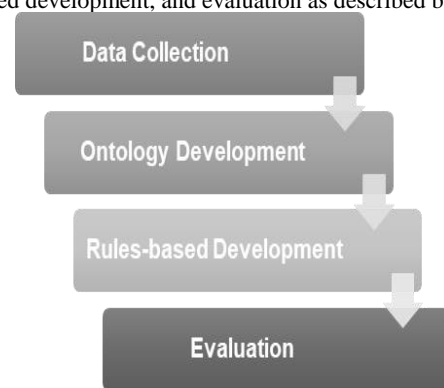 ed development, and evaluation as described b
Data Collection
Ontology Development
Rules-based Development
Evaluation